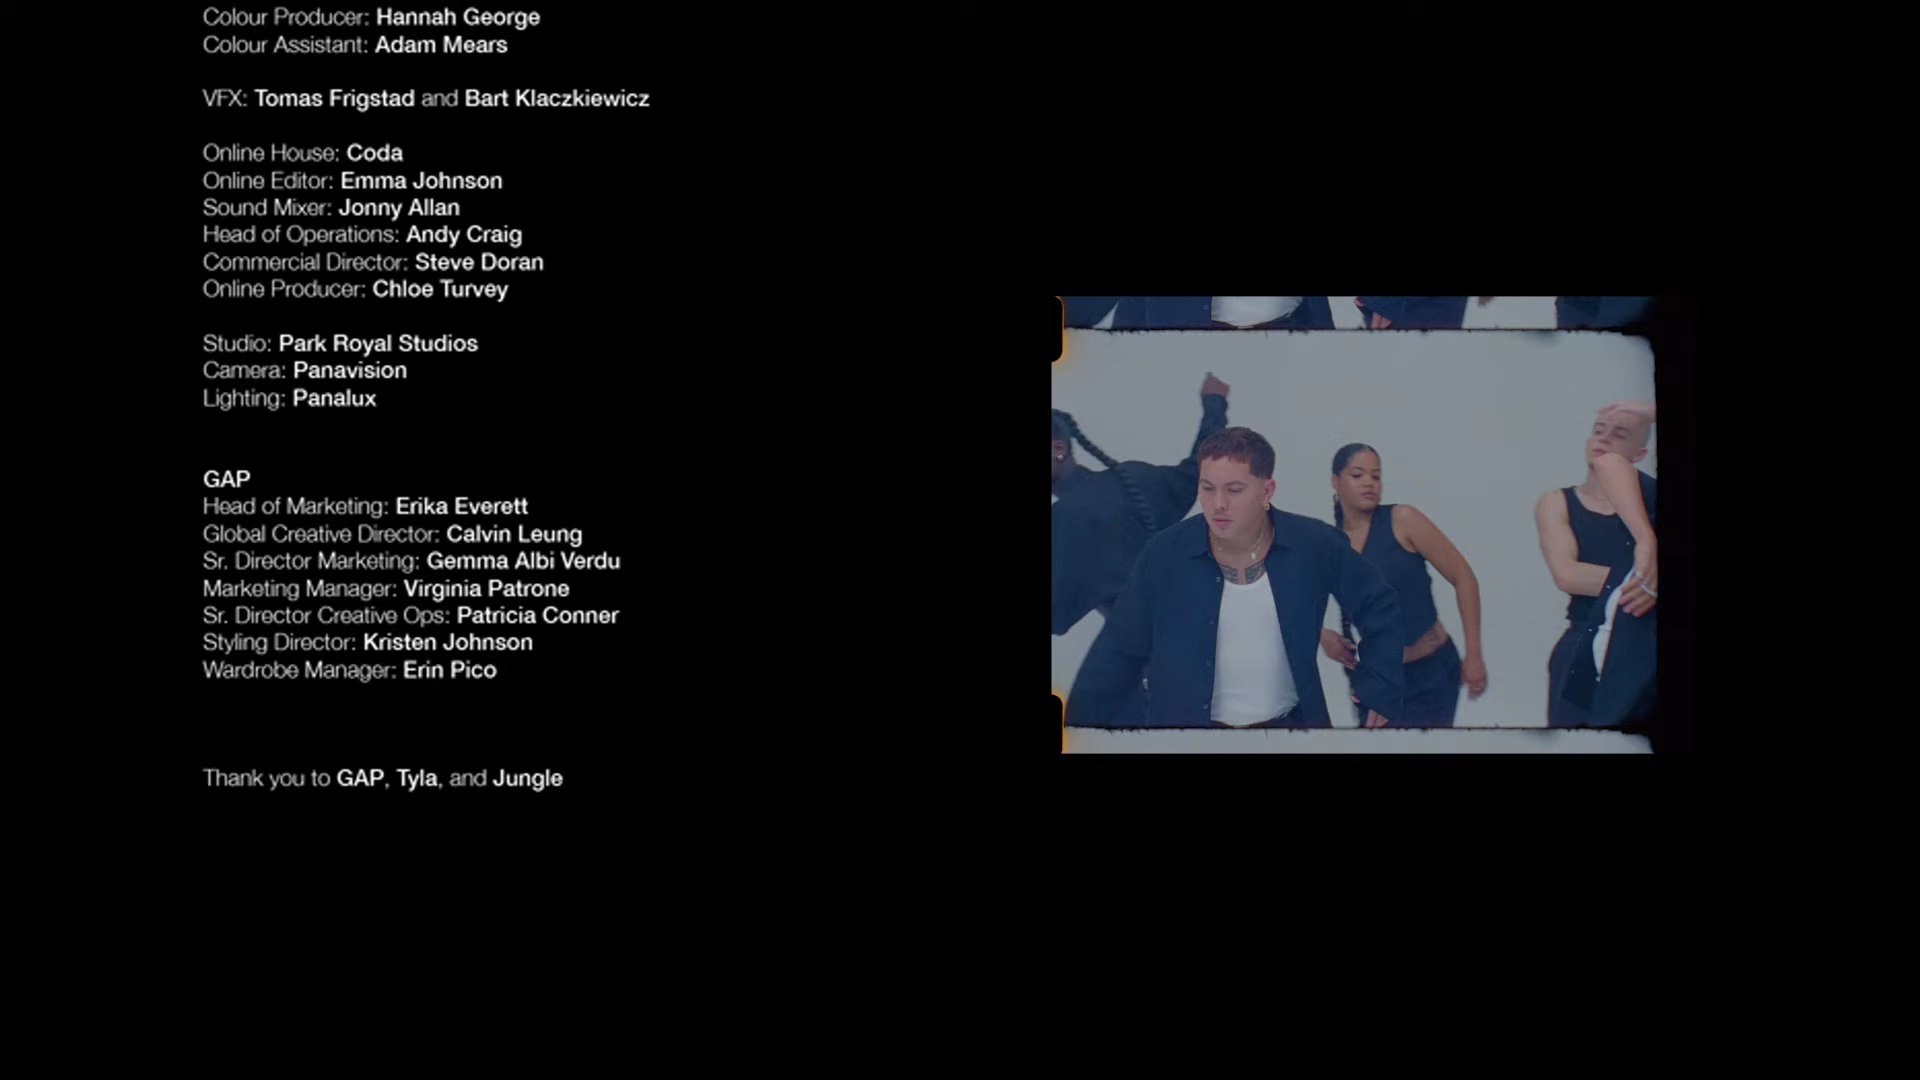 Colour Producer: Hannah George
Colour Assistant: Adam Mears
VFX: Tomas Frigstad and Bart Klaczkiewicz
Online House: Coda
Online Editor: Emma Johnson
Sound Mixer: Jonny Allan
Head of Operations: Andy Craig
Commercial Director: Steve Doran
Online Producer: Chloe Turvey
Studio: Park Royal Studios
Camera: Panavision
Lighting: Panalux
GAP
Head of Marketing: Erika Everett
Global Creative Director: Calvin Leung
Sr. Director Marketing: Gemma Albi Verdu
Marketing Manager: Virginia Patrone
Sr. Director Creative Ops: Patricia Conner
Styling Director: Kristen Johnson
Wardrobe Manager: Erin Pico
Thank you to GAP, Tyla, and Jungle